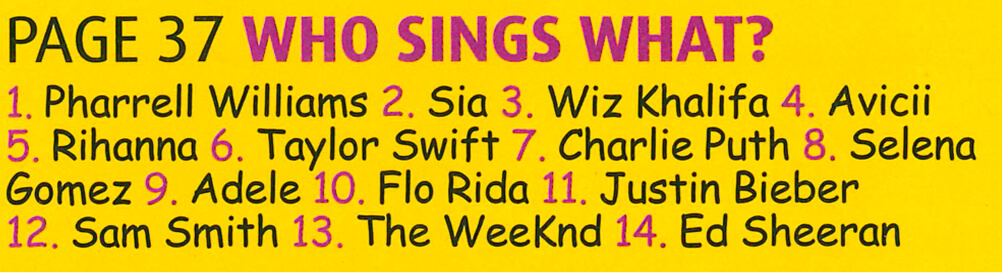 PAGE 37 WHO SINGS WHAT?
1. Pharrell Williams 2. Sia 3. Wiz Khalifa 4. Avicii
5. Rihanna 6. Taylor Swift 7. Charlie Puth 8. Selena
Gomez 9. Adele 10. Flo Rida 11. Justin Bieber
12. Sam Smith 13. The WeeKnd 14. Ed Sheeran